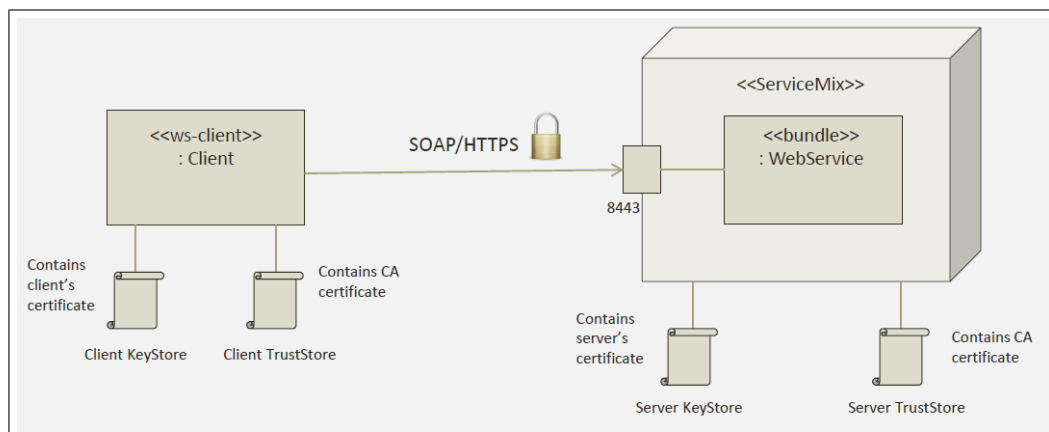 <<ws-client>>
: Client
SOAP/HTTPS
<<ServiceMix>>
<<bundle>>
: WebService
8443
Contains
client's
certificate
Client KeyStore
Contains CA
certificate
Client TrustStore
Contains
server's
certificate
Server KeyStore
Contains CA
certificate
Server TrustStore